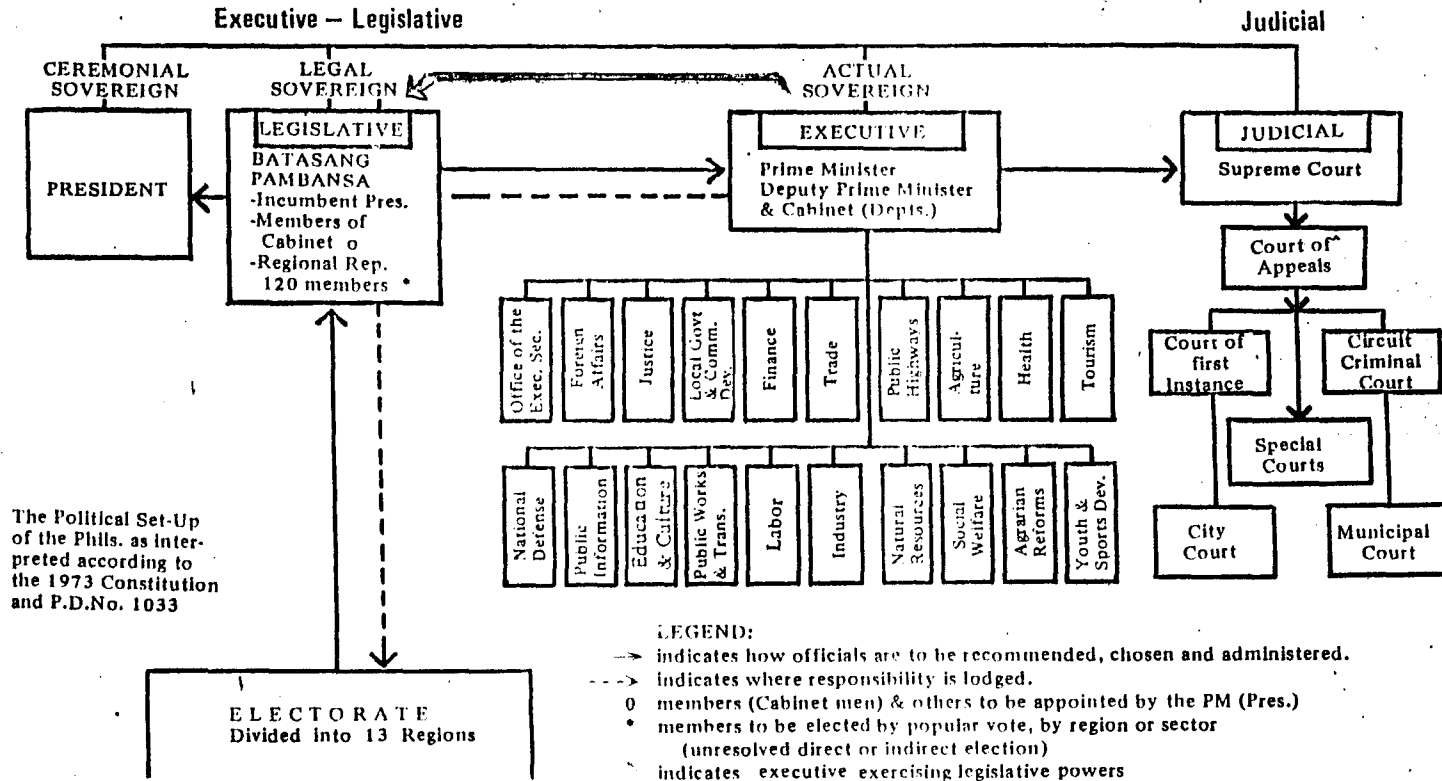 Executive – Legislative
Judicial
CEREMONIAL
SOVEREIGN
LEGAL
SOVEREIGN
ACTUAL
SOVEREIGN
PRESIDENT
LEGISLATIVE
BATASANG
PAMBANSA
-Incumbent Pres.
-Members of
Cabinet o
-Regional Rep.
120 members *
EXECUTIVE
Prime Minister
Deputy Prime Minister
& Cabinet (Depts.)
JUDICIAL
Supreme Court
Court of ^
Appeals
Court of
first
Instance
Circuit
Criminal
Court
Special
Courts
City
Court
Municipal
Court
Office of the
Exec. Sec.
Foreign
Affairs
Justice
Local Govt
& Comm.
Dev.
Finance
Trade
Public
Highways
Agricul-
ture
Health
Tourism
National
Defense
Public
Information
Education
& Culture
Public Works
& Trans.
Labor
Industry
Natural
Resources
Social
Welfare
Agrarian
Reforms
Youth &
Sports Dev.
The Political Set-Up
of the Phils. as inter-
preted according to
the 1973 Constitution
and P.D.No. 1033
ELECTORATE
Divided into 13 Regions
LEGEND:
→ indicates how officials are to be recommended, chosen and administered.
---> indicates where responsibility is lodged.
0 members (Cabinet men) & others to be appointed by the PM (Pres.)
* members to be elected by popular vote, by region or sector
(unresolved direct or indirect election)
indicates executive exercising legislative powers